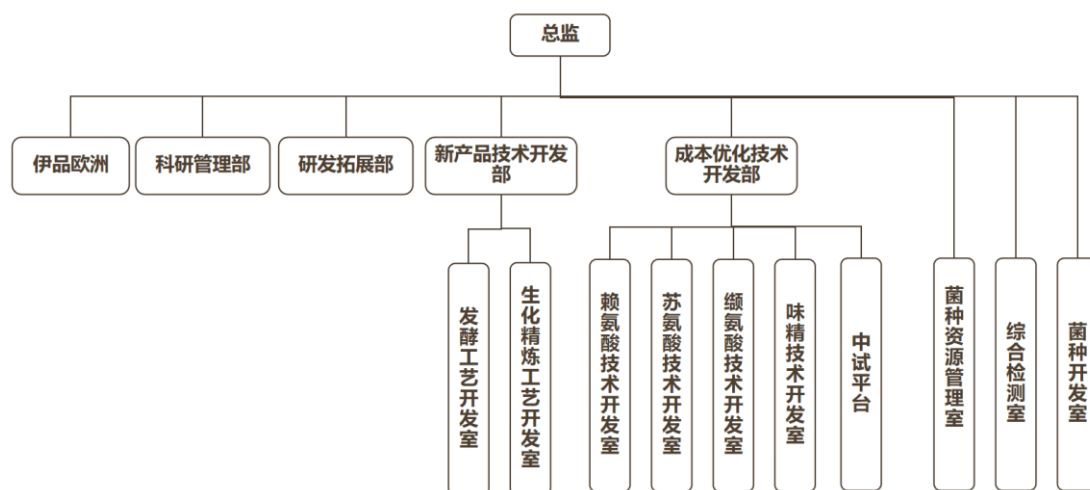 总监
伊品欧洲
科研管理部
研发拓展部
新产品技术开发
部
成本优化技术
开发部
发酵工艺开发室
生化精炼工艺开发室
赖氨酸技术开发室
苏氨酸技术开发室
缬氨酸技术开发室
味精技术开发室
中试平台
菌种资源管理室
综合检测室
菌种开发室